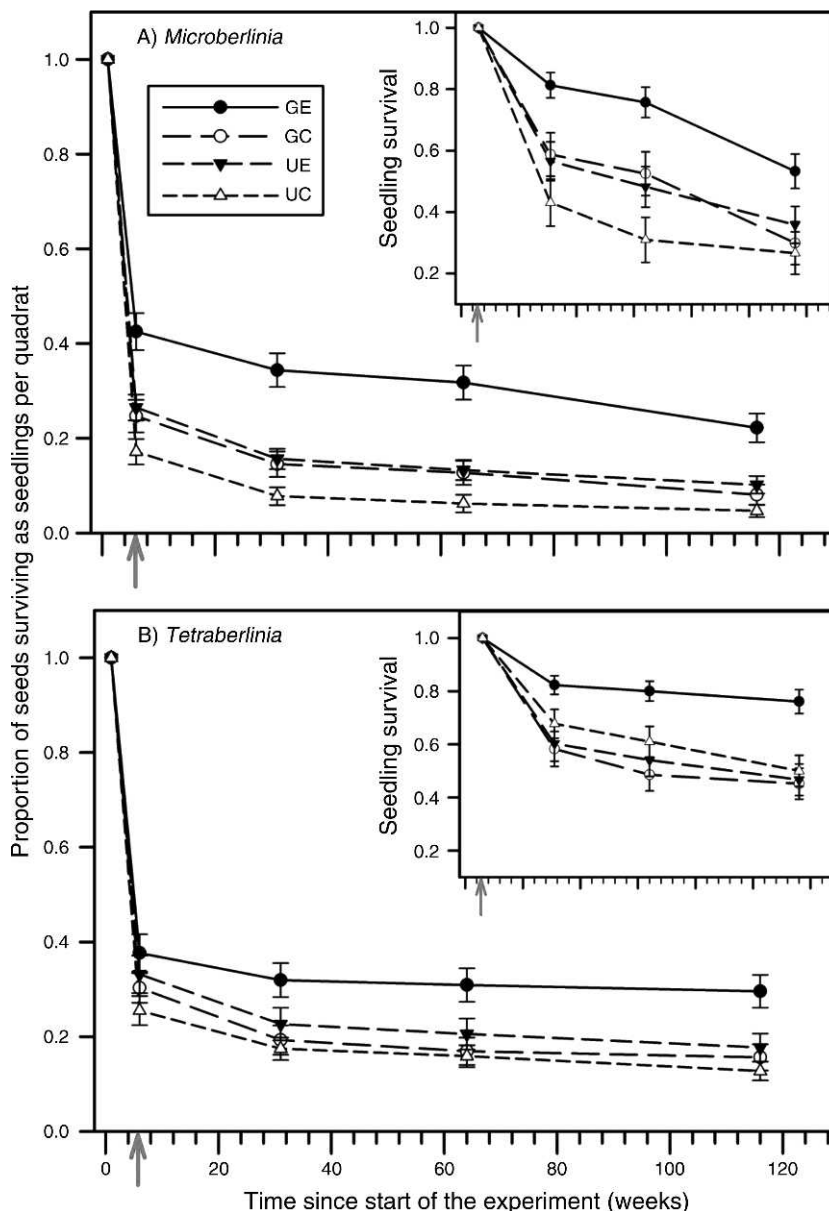 Proportion of seeds surviving as seedlings per quadrat
A) Microberlinia
1.0
0.8
0.6
0.4
0.2
0.0
GE
GC
UE
UC
Seedling survival
1.0
0.8
0.6
0.4
0.2
B) Tetraberlinia
1.0
0.8
0.6
0.4
0.2
0.0
Seedling survival
1.0
0.8
0.6
0.4
0.2
0 20 40 60 80 100 120
Time since start of the experiment (weeks)